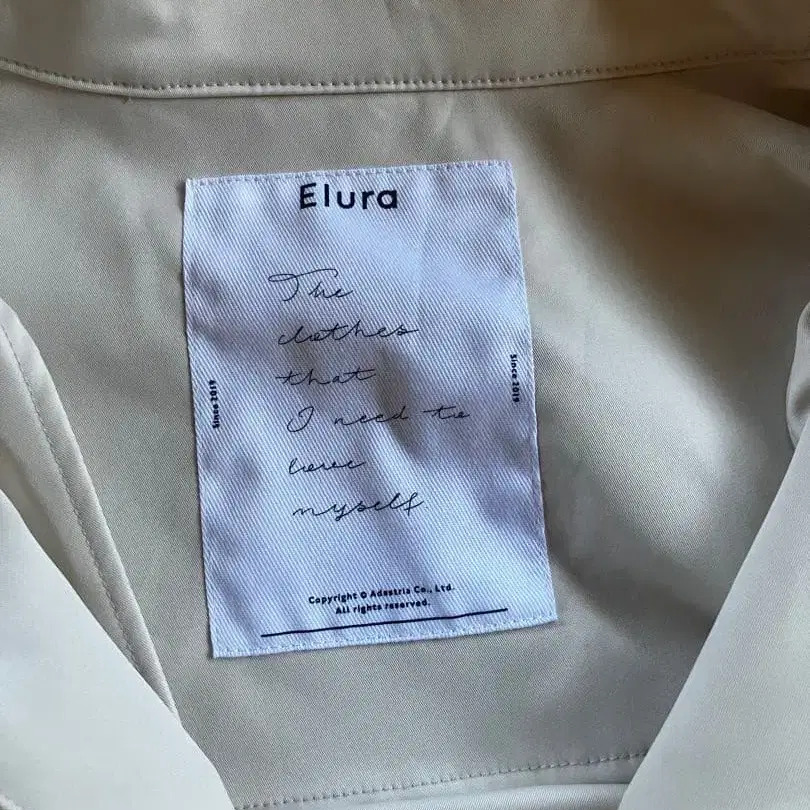 Elura
The
clothes
that
I need to
love
myself.
Since 2019
Since 2019
Copyright © Adastria Co., Ltd.
All rights reserved.